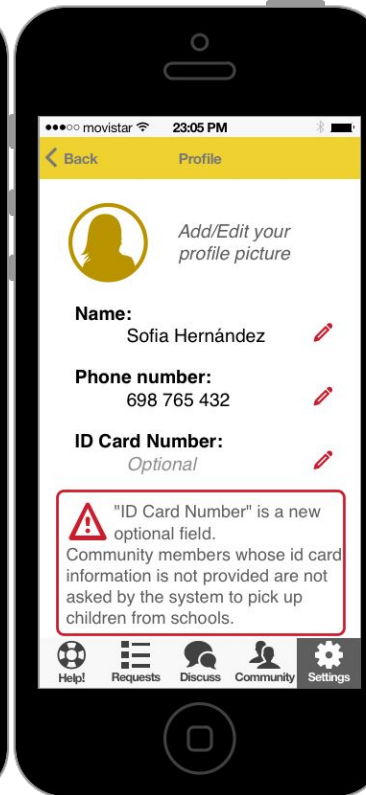 movistar 23:05 PM
Back Profile
Add/Edit your
profile picture
Name:
Sofia Hernández
Phone number:
698 765 432
ID Card Number:
Optional
"ID Card Number" is a new
optional field.
Community members whose id card
information is not provided are not
asked by the system to pick up
children from schools.
Help! Requests Discuss Community Settings